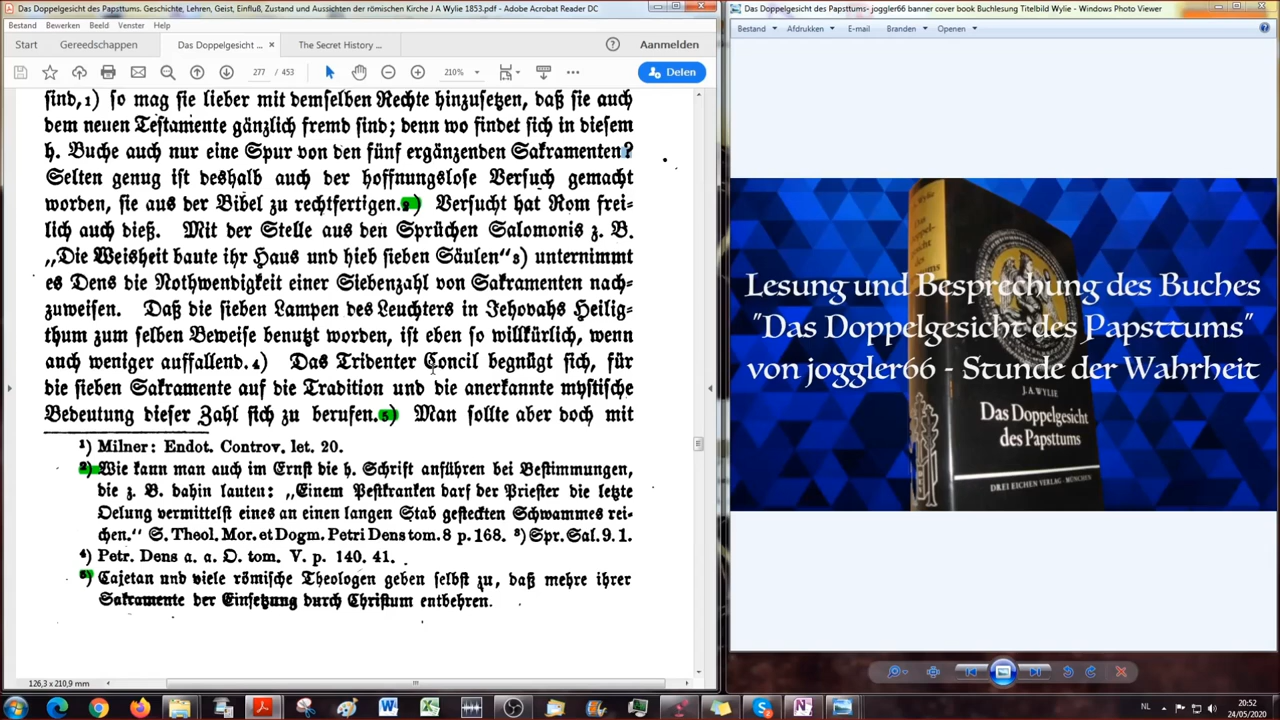 Das Doppelgesicht des Papsttums. Geschichte, Lehren, Geist, Einfluß, Zustand und Aussichten der römischen Kirche J A Wylie 1853.pdf - Adobe Acrobat Reader DC
Bestand Bewerken Beeld Venster Help
Start Gereedschappen Das Doppelgesicht ... × The Secret History ... Anmelden
277 / 453 210% Delen
sind,1) so mag sie lieber mit demselben Rechte hinzusetzen, daß sie auch
dem neuen Testamente gänzlich fremd sind; denn wo findet sich in diesem
h. Buche auch nur eine Spur von den fünf ergänzenden Sakramenten?
Selten genug ist deshalb auch der hoffnungslose Versuch gemacht
worden, sie aus der Bibel zu rechtfertigen.2) Versucht hat Rom frei-
lich auch dieß. Mit der Stelle aus den Sprüchen Salomonis z. B.
„Die Weisheit baute ihr Haus und hieb sieben Säulen“3) unternimmt
es Dens die Nothwendigkeit einer Siebenzahl von Sakramenten nach-
zuweisen. Daß die sieben Lampen des Leuchters in Jehovahs Heilig-
thum zum selben Beweise benutzt worden, ist eben so willkürlich, wenn
auch weniger auffallend.4) Das Tridenter Concil begnügt sich, für
die sieben Sakramente auf die Tradition und die anerkannte mystische
Bedeutung dieser Zahl sich zu berufen.5) Man sollte aber doch mit
1) Milner: Endot. Controv. let. 20.
2) Wie kann man auch im Ernst die h. Schrift anführen bei Bestimmungen,
die z. B. dahin lauten: „Einem Pestkranken darf der Priester die letzte
Oelung vermittelst eines an einen langen Stab gesteckten Schwammes rei-
chen.“ S. Theol. Mor. et Dogm. Petri Dens tom. 8 p. 168. 3) Spr. Sal. 9. 1.
4) Petr. Dens a. a. O. tom. V. p. 140. 41.
5) Cajetan und viele römische Theologen geben selbst zu, daß mehre ihrer
Sakramente der Einsetzung durch Christum entbehren.
126,3 x 210,9 mm
Das Doppelgesicht des Papsttums- joggler66 banner cover book Buchlesung Titelbild Wylie - Windows Photo Viewer
Bestand Afdrukken E-mail Branden Openen
Lesung und Besprechung des Buches
"Das Doppelgesicht des Papsttums"
von joggler66 - Stunde der Wahrheit
J.A. WYLIE
Das Doppelgesicht
des Papsttums
DREI EICHEN VERLAG · MÜNCHEN
NL 20:52
24/05/2020